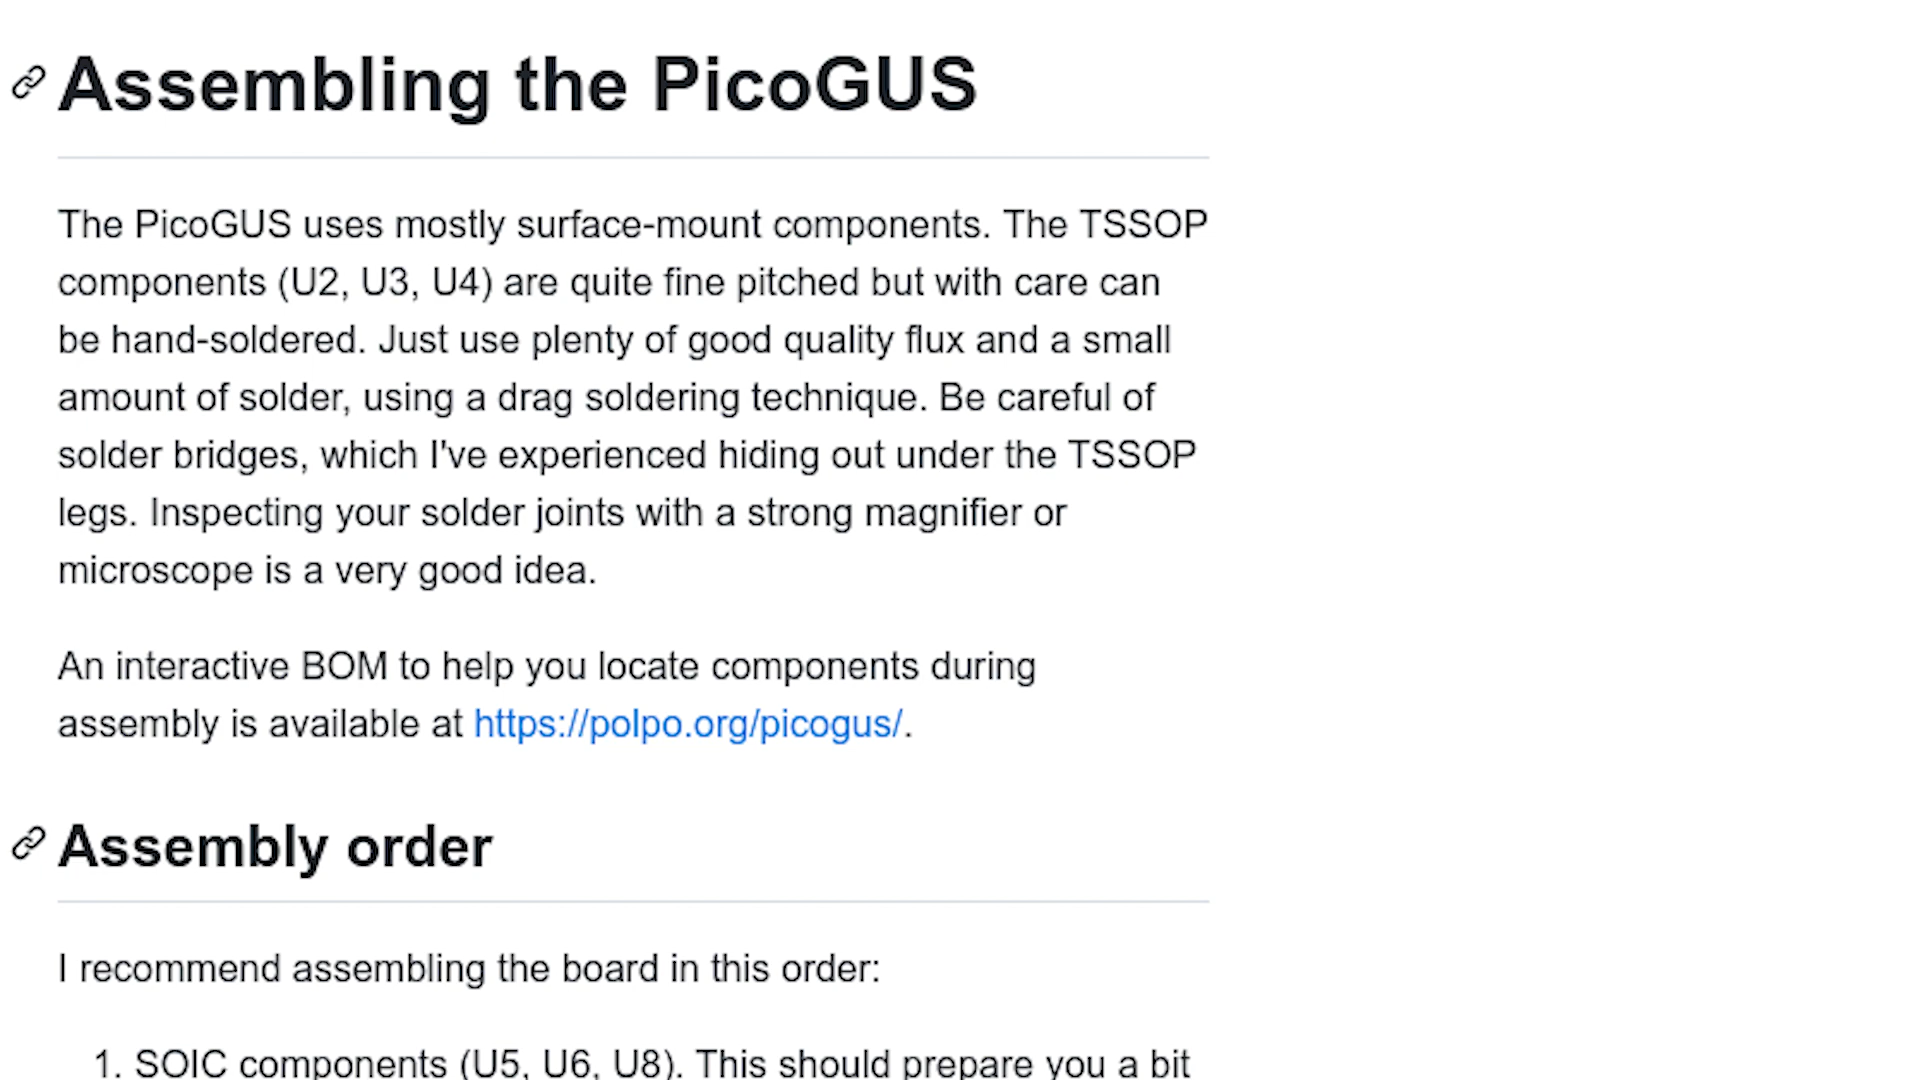 Assembling the PicoGUS
The PicoGUS uses mostly surface-mount components. The TSSOP
components (U2, U3, U4) are quite fine pitched but with care can
be hand-soldered. Just use plenty of good quality flux and a small
amount of solder, using a drag soldering technique. Be careful of
solder bridges, which I've experienced hiding out under the TSSOP
legs. Inspecting your solder joints with a strong magnifier or
microscope is a very good idea.
An interactive BOM to help you locate components during
assembly is available at https://polpo.org/picogus/.
Assembly order
I recommend assembling the board in this order:
1. SOIC components (U5, U6, U8). This should prepare you a bit